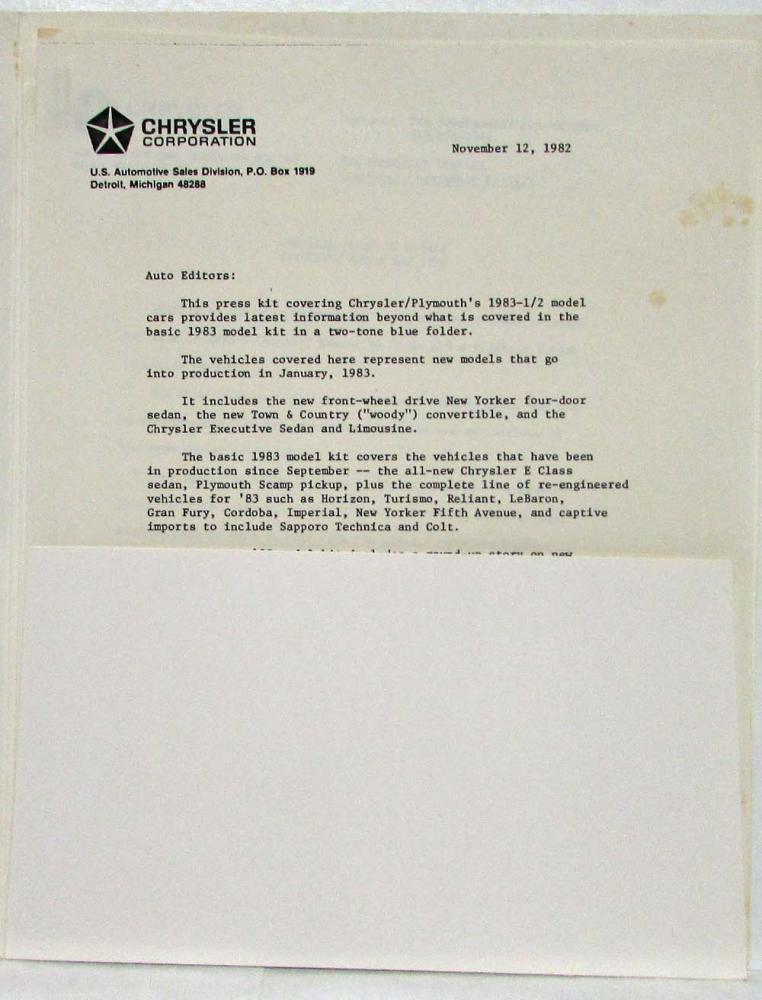 CHRYSLER
CORPORATION
November 12, 1982
U.S. Automotive Sales Division, P.O. Box 1919
Detroit, Michigan 48288
Auto Editors:
This press kit covering Chrysler/Plymouth's 1983-1/2 model
cars provides latest information beyond what is covered in the
basic 1983 model kit in a two-tone blue folder.
The vehicles covered here represent new models that go
into production in January, 1983.
It includes the new front-wheel drive New Yorker four-door
sedan, the new Town & Country ("woody") convertible, and the
Chrysler Executive Sedan and Limousine.
The basic 1983 model kit covers the vehicles that have been
in production since September -- the all-new Chrysler E Class
sedan, Plymouth Scamp pickup, plus the complete line of re-engineered
vehicles for '83 such as Horizon, Turismo, Reliant, LeBaron,
Gran Fury, Cordoba, Imperial, New Yorker Fifth Avenue, and captive
imports to include Sapporo Technica and Colt.
story on new